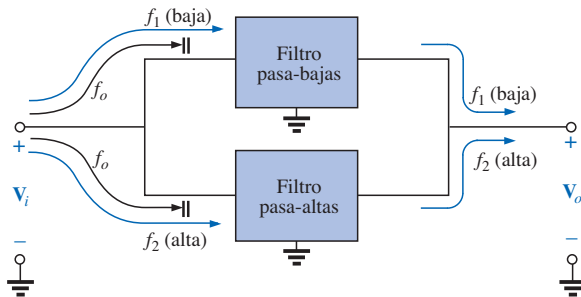 f1 (baja)
fo
Filtro
pasa-bajas
f1 (baja)
+
Vi
−
fo
f2 (alta)
Filtro
pasa-altas
f2 (alta)
+
Vo
−